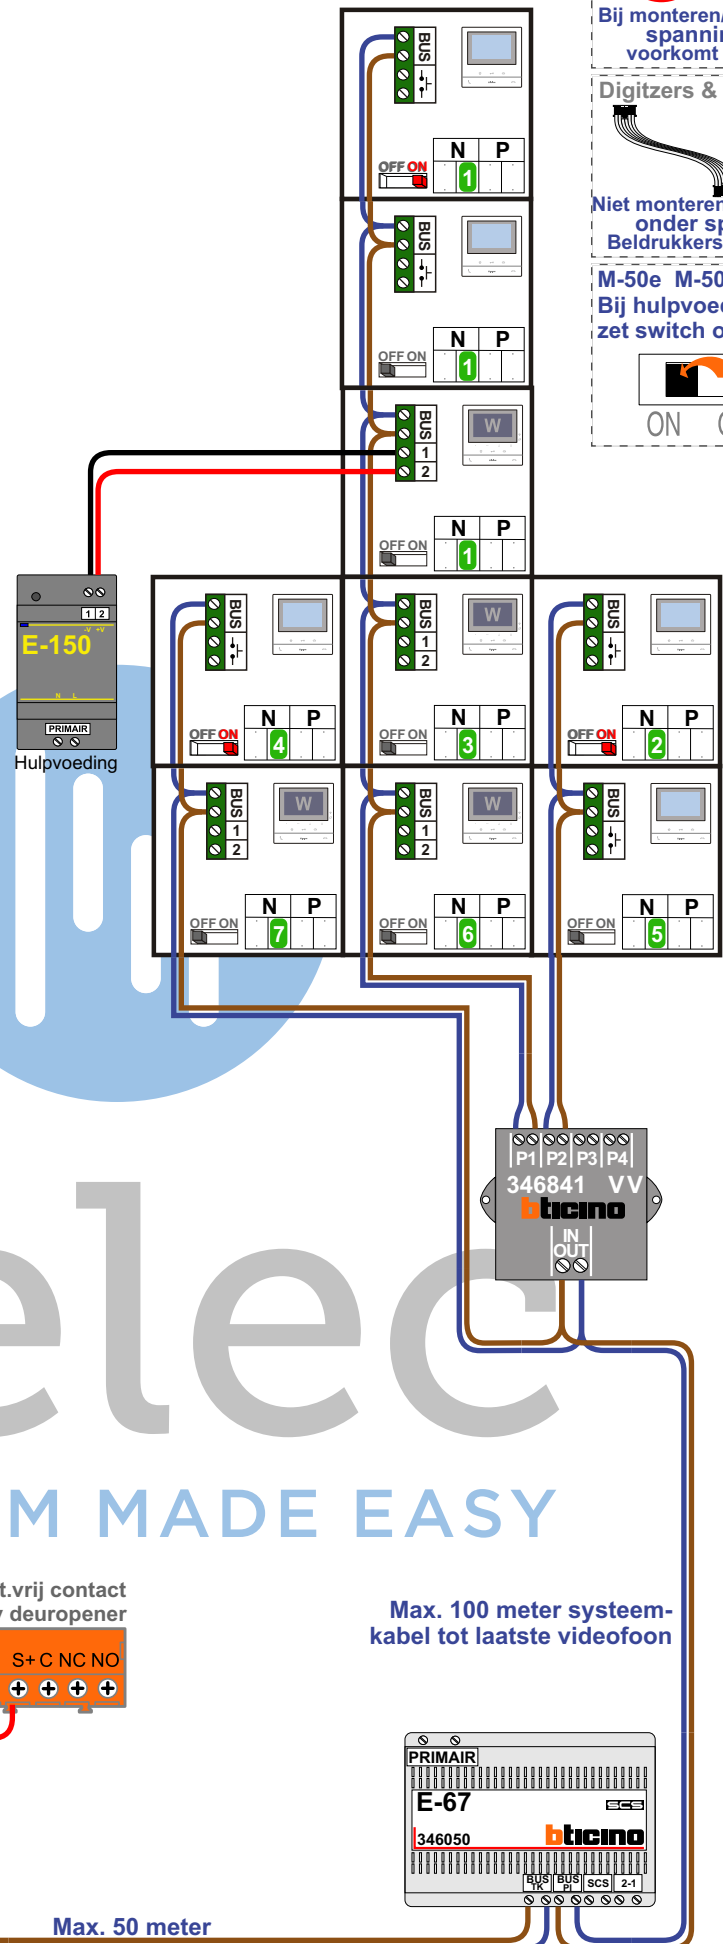 Bij monteren
spannin
voorkomt
Digitzers &
Niet monteren
onder sp
Beldrukkers
M-50e M-50
Bij hulpvoed
zet switch o
ON
BUS
OFF ON
N P
1
BUS
OFF ON
N P
1
BUS
1
2
W
OFF ON
N P
1
1 2
-V +V
E-150
N L
PRIMAIR
Hulpvoeding
BUS
OFF ON
N P
4
BUS
1
2
W
OFF ON
N P
3
BUS
OFF ON
N P
2
BUS
1
2
W
OFF ON
N P
7
BUS
1
2
W
OFF ON
N P
6
BUS
OFF ON
N P
5
P1 P2 P3 P4
346841 VV
bticino
IN
OUT
elec
M MADE EASY
t.vrij contact
deuropener
S+ C NC NO
Max. 100 meter systeem-
kabel tot laatste videofoon
PRIMAIR
E-67
SCS
346050
bticino
BUS TK BUS PI SCS 2-1
Max. 50 meter